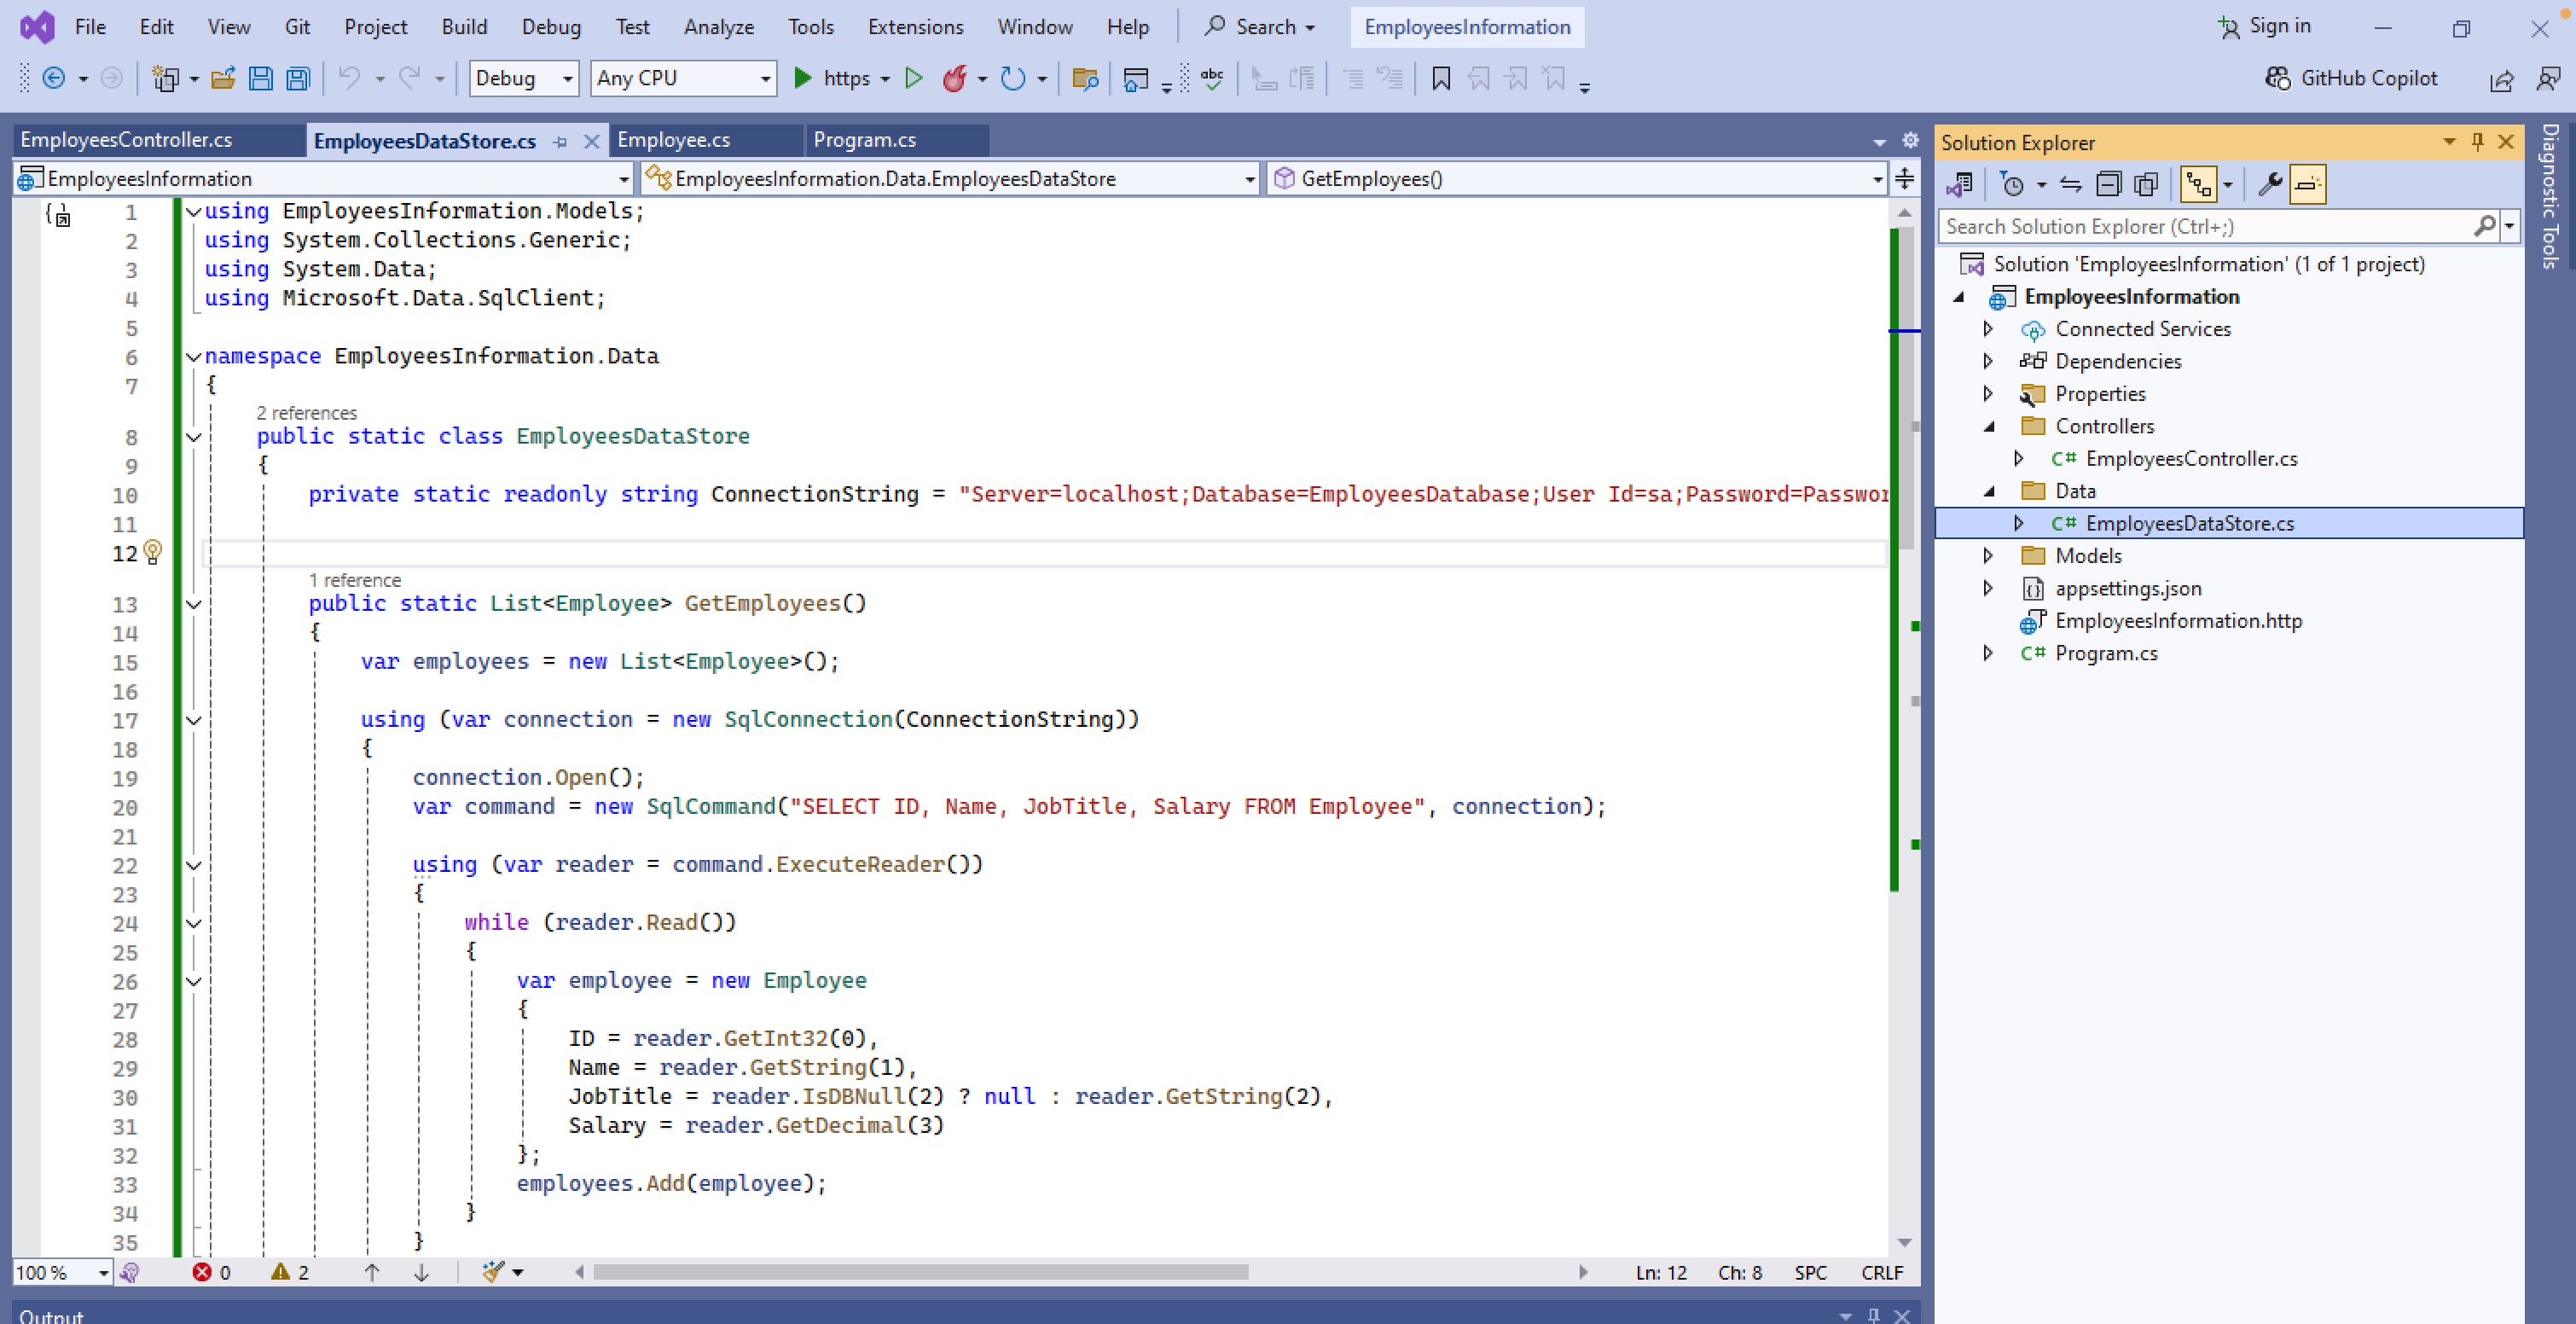 File Edit View Git Project Build Debug Test Analyze Tools Extensions Window Help Search EmployeesInformation Sign in
Debug Any CPU https abc GitHub Copilot
EmployeesController.cs EmployeesDataStore.cs Employee.cs Program.cs
EmployeesInformation EmployeesInformation.Data.EmployeesDataStore GetEmployees()
1 using EmployeesInformation.Models;
2 using System.Collections.Generic;
3 using System.Data;
4 using Microsoft.Data.SqlClient;
5
6 namespace EmployeesInformation.Data
7 {
2 references
8 public static class EmployeesDataStore
9 {
10 private static readonly string ConnectionString = "Server=localhost;Database=EmployeesDatabase;User Id=sa;Password=Passwor
11
12
1 reference
13 public static List<Employee> GetEmployees()
14 {
15 var employees = new List<Employee>();
16
17 using (var connection = new SqlConnection(ConnectionString))
18 {
19 connection.Open();
20 var command = new SqlCommand("SELECT ID, Name, JobTitle, Salary FROM Employee", connection);
21
22 using (var reader = command.ExecuteReader())
23 {
24 while (reader.Read())
25 {
26 var employee = new Employee
27 {
28 ID = reader.GetInt32(0),
29 Name = reader.GetString(1),
30 JobTitle = reader.IsDBNull(2) ? null : reader.GetString(2),
31 Salary = reader.GetDecimal(3)
32 };
33 employees.Add(employee);
34 }
35 }
100 % 0 2 Ln: 12 Ch: 8 SPC CRLF
Output
Solution Explorer
Search Solution Explorer (Ctrl+;)
Solution 'EmployeesInformation' (1 of 1 project)
EmployeesInformation
Connected Services
Dependencies
Properties
Controllers
C# EmployeesController.cs
Data
C# EmployeesDataStore.cs
Models
appsettings.json
EmployeesInformation.http
C# Program.cs
Diagnostic Tools